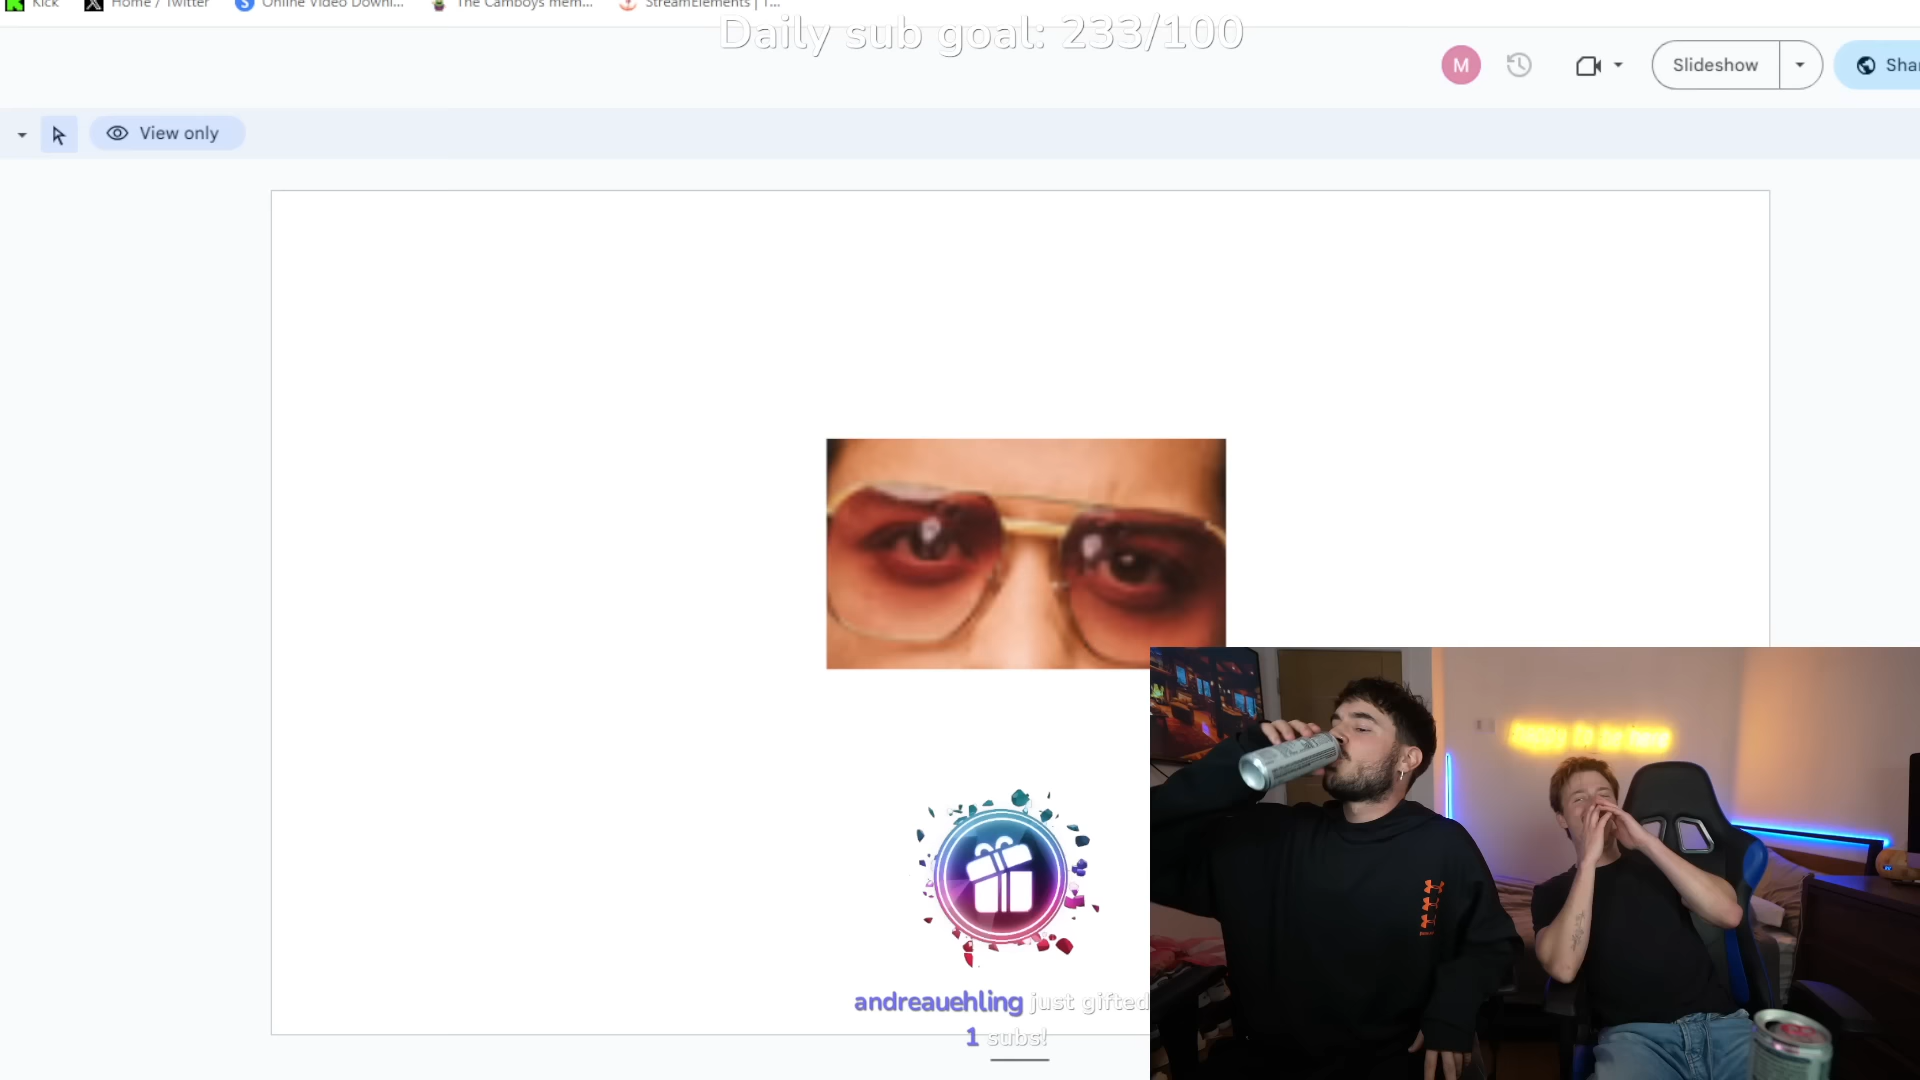 Kick
Home / Twitter
Online Video Downl...
The Camboys mem...
StreamElements | T...
Daily sub goal: 233/100
M
Slideshow
Shar
View only
andreauehling just gifted
1 subs!